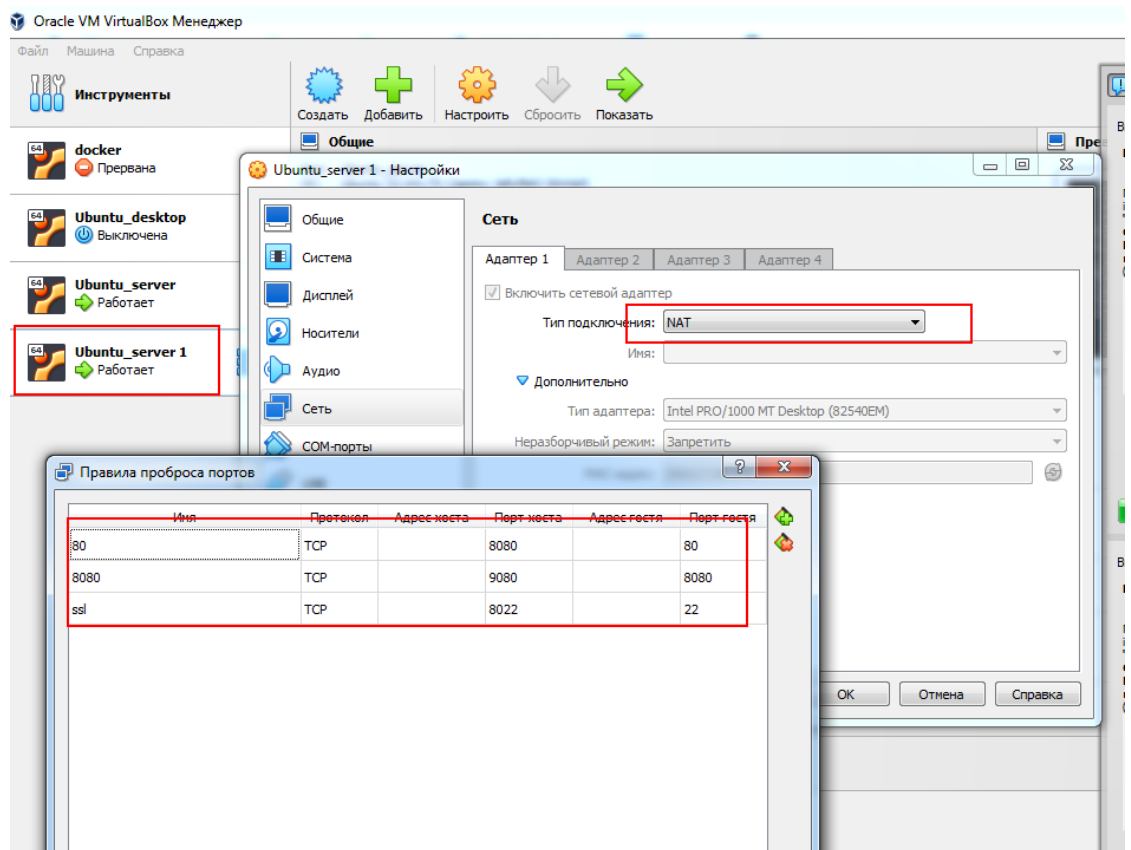 Oracle VM VirtualBox Менеджер
Файл Машина Справка
Инструменты
Создать Добавить Настроить Сбросить Показать
Общие
64 docker
Прервана
64 Ubuntu_desktop
Выключена
64 Ubuntu_server
Работает
64 Ubuntu_server 1
Работает
Ubuntu_server 1 - Настройки
Общие
Система
Дисплей
Носители
Аудио
Сеть
COM-порты
Сеть
Адаптер 1 Адаптер 2 Адаптер 3 Адаптер 4
Включить сетевой адаптер
Тип подключения: NAT
Имя:
Дополнительно
Тип адаптера: Intel PRO/1000 MT Desktop (82540EM)
Неразборчивый режим: Запретить
OK Отмена Справка
Правила проброса портов
Имя Протокол Адрес хоста Порт хоста Адрес гостя Порт гостя
80 TCP 8080 80
8080 TCP 9080 8080
ssl TCP 8022 22